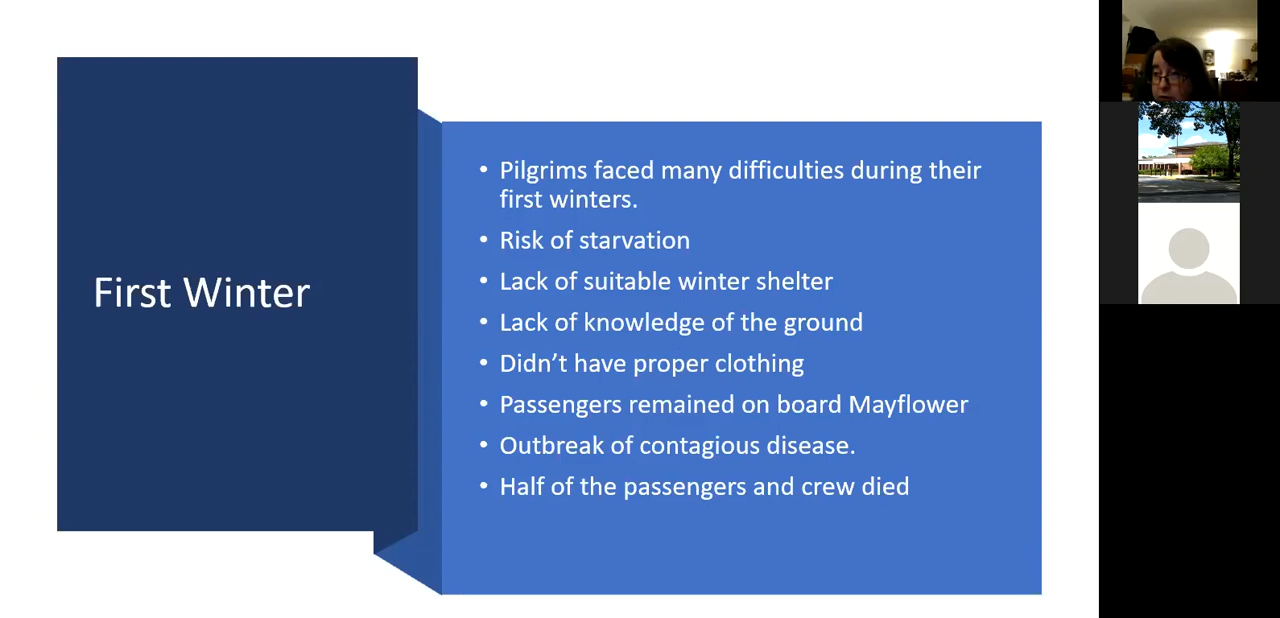 First Winter
• Pilgrims faced many difficulties during their
first winters.
• Risk of starvation
• Lack of suitable winter shelter
• Lack of knowledge of the ground
• Didn’t have proper clothing
• Passengers remained on board Mayflower
• Outbreak of contagious disease.
• Half of the passengers and crew died